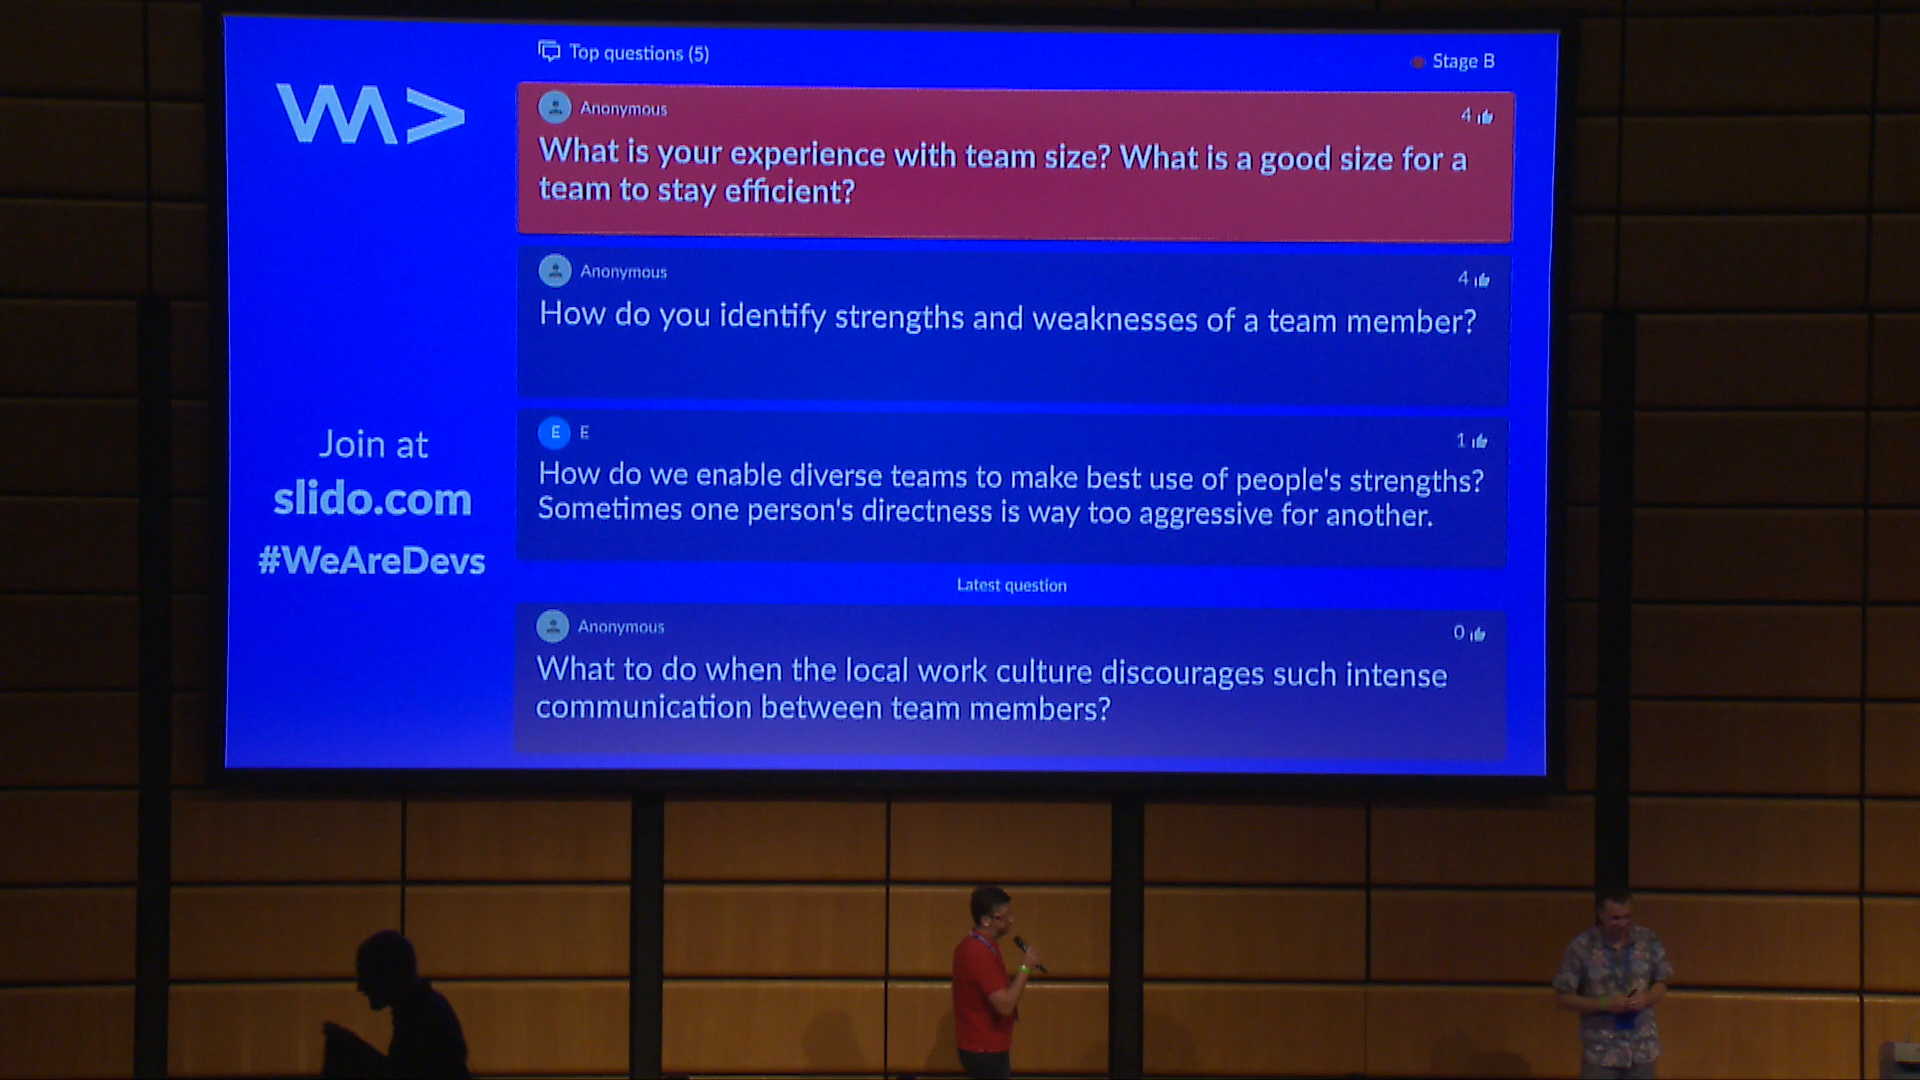 Top questions (5)
Stage B
WA>
Anonymous
4
What is your experience with team size? What is a good size for a
team to stay efficient?
Anonymous
4
How do you identify strengths and weaknesses of a team member?
E E
1
How do we enable diverse teams to make best use of people's strengths?
Sometimes one person's directness is way too aggressive for another.
Latest question
Anonymous
0
What to do when the local work culture discourages such intense
communication between team members?
Join at
slido.com
#WeAreDevs